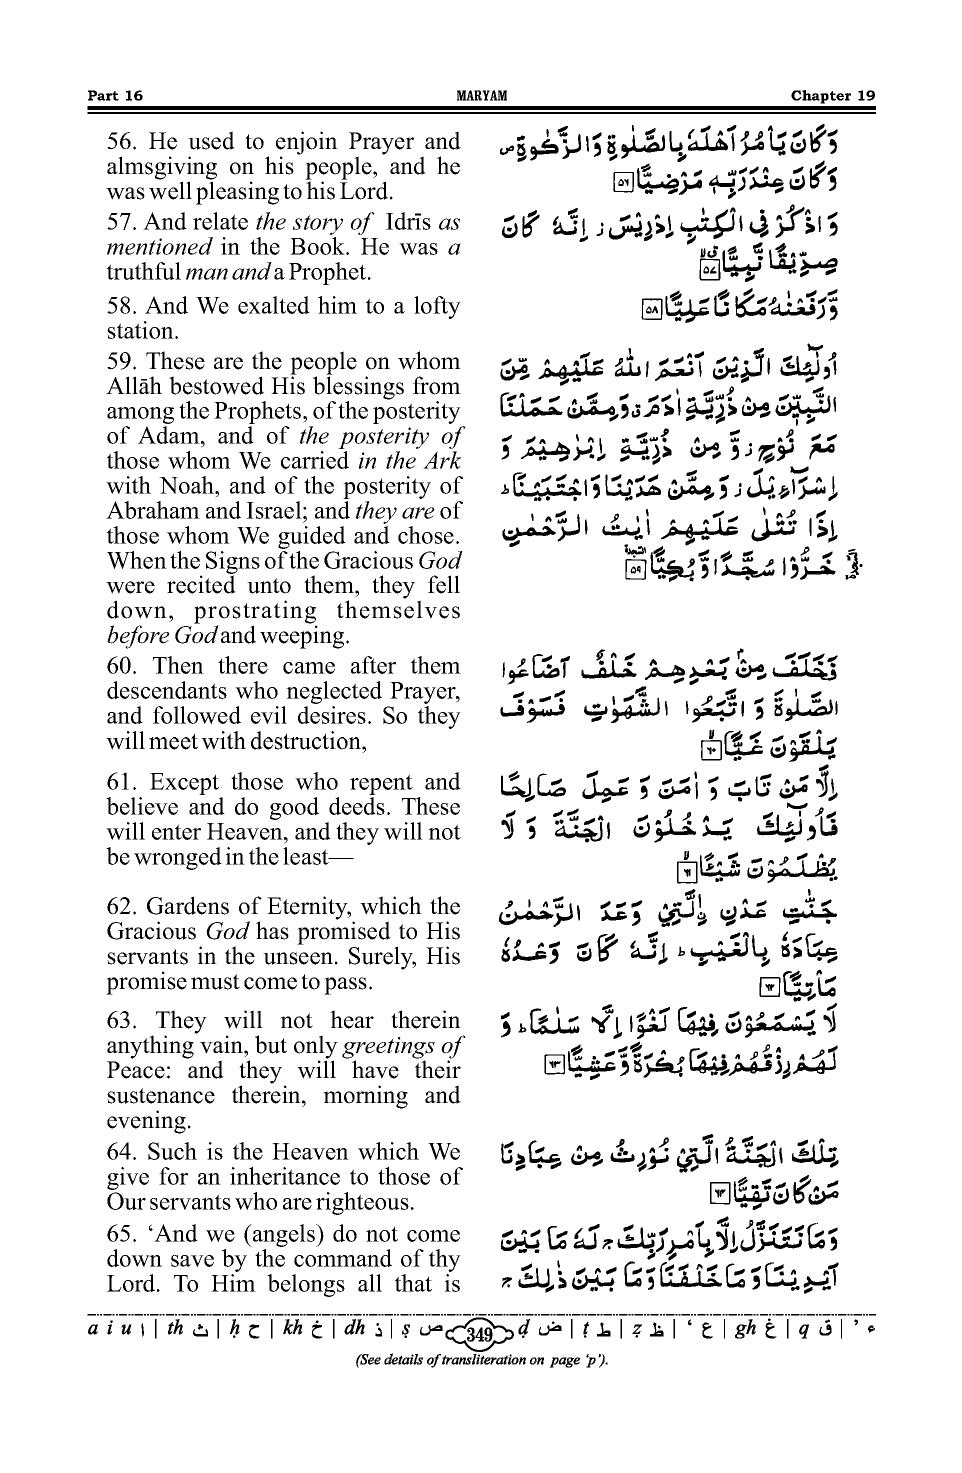 Part 16 MARYAM Chapter 19
56. He used to enjoin Prayer and
almsgiving on his people, and he
was well pleasing to his Lord.
57. And relate the story of Idrīs as
mentioned in the Book. He was a
truthful man and a Prophet.
58. And We exalted him to a lofty
station.
59. These are the people on whom
Allāh bestowed His blessings from
among the Prophets, of the posterity
of Adam, and of the posterity of
those whom We carried in the Ark
with Noah, and of the posterity of
Abraham and Israel; and they are of
those whom We guided and chose.
When the Signs of the Gracious God
were recited unto them, they fell
down, prostrating themselves
before God and weeping.
60. Then there came after them
descendants who neglected Prayer,
and followed evil desires. So they
will meet with destruction,
61. Except those who repent and
believe and do good deeds. These
will enter Heaven, and they will not
be wronged in the least—
62. Gardens of Eternity, which the
Gracious God has promised to His
servants in the unseen. Surely, His
promise must come to pass.
63. They will not hear therein
anything vain, but only greetings of
Peace: and they will have their
sustenance therein, morning and
evening.
64. Such is the Heaven which We
give for an inheritance to those of
Our servants who are righteous.
65. ‘And we (angels) do not come
down save by the command of thy
Lord. To Him belongs all that is
وَ كَانَ يَاْمُرُ اَهْلَهٗ بِالصَّلٰوةِ وَ الزَّكٰوةِ ۪
وَ كَانَ عِنْدَ رَبِّهٖ مَرْضِيًّا ﴿۵۶﴾
وَ اذْكُرْ فِي الْكِتٰبِ اِدْرِيْسَ ؗ اِنَّهٗ كَانَ
صِدِّيْقًا نَّبِيًّا ﴿۵۷﴾
وَّ رَفَعْنٰهُ مَكَانًا عَلِيًّا ﴿۵۸﴾
اُولٰٓئِكَ الَّذِيْنَ اَنْعَمَ اللّٰهُ عَلَيْهِمْ مِّنَ
النَّبِيّٖنَ مِنْ ذُرِّيَّةِ اٰدَمَ ٭ وَ مِمَّنْ حَمَلْنَا
مَعَ نُوْحٍ ؗ وَّ مِنْ ذُرِّيَّةِ اِبْرٰهِيْمَ وَ
اِسْرَآءِيْلَ ؗ وَ مِمَّنْ هَدَيْنَا وَ اجْتَبَيْنَا ؕ
اِذَا تُتْلٰى عَلَيْهِمْ اٰيٰتُ الرَّحْمٰنِ
خَرُّوْا سُجَّدًا وَّ بُكِيًّا ﴿۵۹﴾
فَخَلَفَ مِنْۢ بَعْدِهِمْ خَلْفٌ اَضَاعُوا
الصَّلٰوةَ وَ اتَّبَعُوا الشَّهَوٰتِ فَسَوْفَ
يَلْقَوْنَ غَيًّا ﴿۶۰﴾
اِلَّا مَنْ تَابَ وَ اٰمَنَ وَ عَمِلَ صَالِحًا
فَاُولٰٓئِكَ يَدْخُلُوْنَ الْجَنَّةَ وَ لَا
يُظْلَمُوْنَ شَيْـًٔا ﴿۶۱﴾
جَنّٰتِ عَدْنِ ۣالَّتِيْ وَعَدَ الرَّحْمٰنُ
عِبَادَهٗ بِالْغَيْبِ ؕ اِنَّهٗ كَانَ وَعْدُهٗ
مَاْتِيًّا ﴿۶۲﴾
لَا يَسْمَعُوْنَ فِيْهَا لَغْوًا اِلَّا سَلٰمًا ؕ وَ
لَهُمْ رِزْقُهُمْ فِيْهَا بُكْرَةً وَّ عَشِيًّا ﴿۶۳﴾
تِلْكَ الْجَنَّةُ الَّتِيْ نُوْرِثُ مِنْ عِبَادِنَا
مَنْ كَانَ تَقِيًّا ﴿۶۴﴾
وَ مَا نَتَنَزَّلُ اِلَّا بِاَمْرِ رَبِّكَ ۚ لَهٗ مَا بَيْنَ
اَيْدِيْنَا وَ مَا خَلْفَنَا وَ مَا بَيْنَ ذٰلِكَ ۚ
a i u ا | th ث | ḥ ح | kh خ | dh ذ | ṣ ص 349 ḍ ض | ṭ ط | ẓ ظ | ‘ ع | gh غ | q ق | ’ ء
(See details of transliteration on page ‘p’).